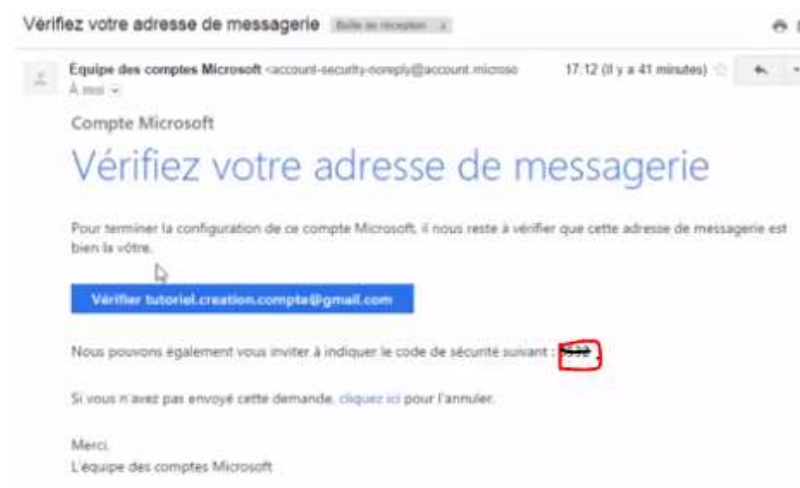 Vérifiez votre adresse de messagerie Boîte de réception x
Équipe des comptes Microsoft <account-security-noreply@account.microso 17:12 (il y a 41 minutes)
À moi
Compte Microsoft
Vérifiez votre adresse de messagerie
Pour terminer la configuration de ce compte Microsoft, il nous reste à vérifier que cette adresse de messagerie est
bien la vôtre.
Vérifier tutoriel.creation.compte@gmail.com
Nous pouvons également vous inviter à indiquer le code de sécurité suivant :
Si vous n'avez pas envoyé cette demande, cliquez ici pour l'annuler.
Merci.
L'équipe des comptes Microsoft